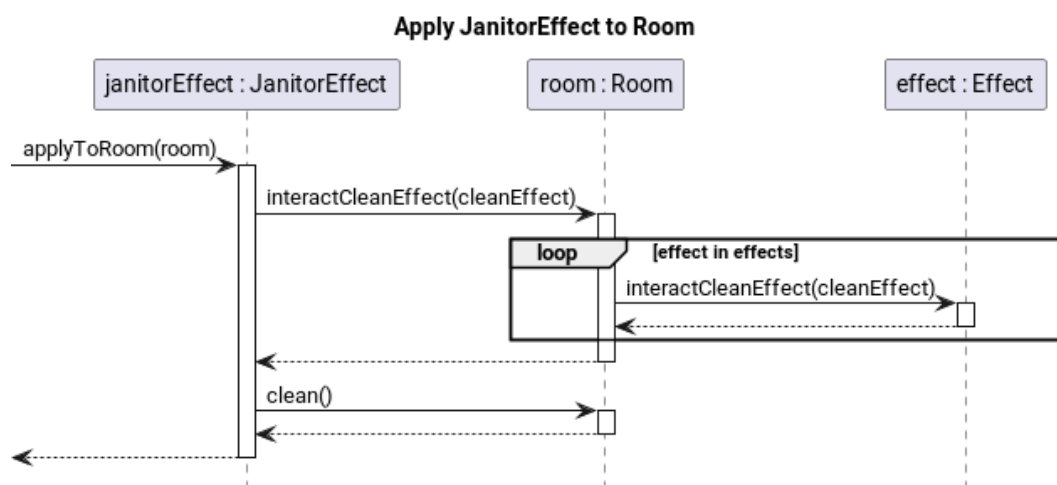 Apply JanitorEffect to Room
janitorEffect : JanitorEffect
room : Room
effect : Effect
applyToRoom(room)
interactCleanEffect(cleanEffect)
loop
[effect in effects]
interactCleanEffect(cleanEffect)
clean()